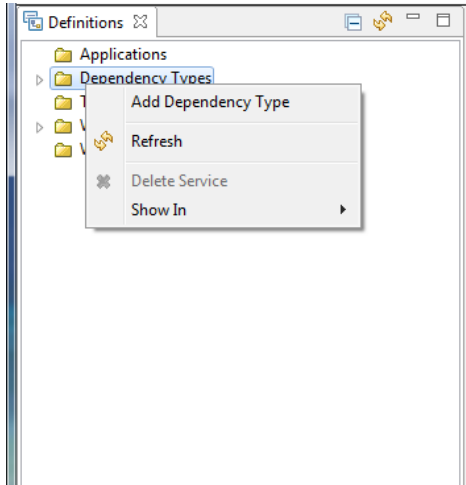 Definitions
Applications
Dependency Types
Add Dependency Type
Refresh
Delete Service
Show In